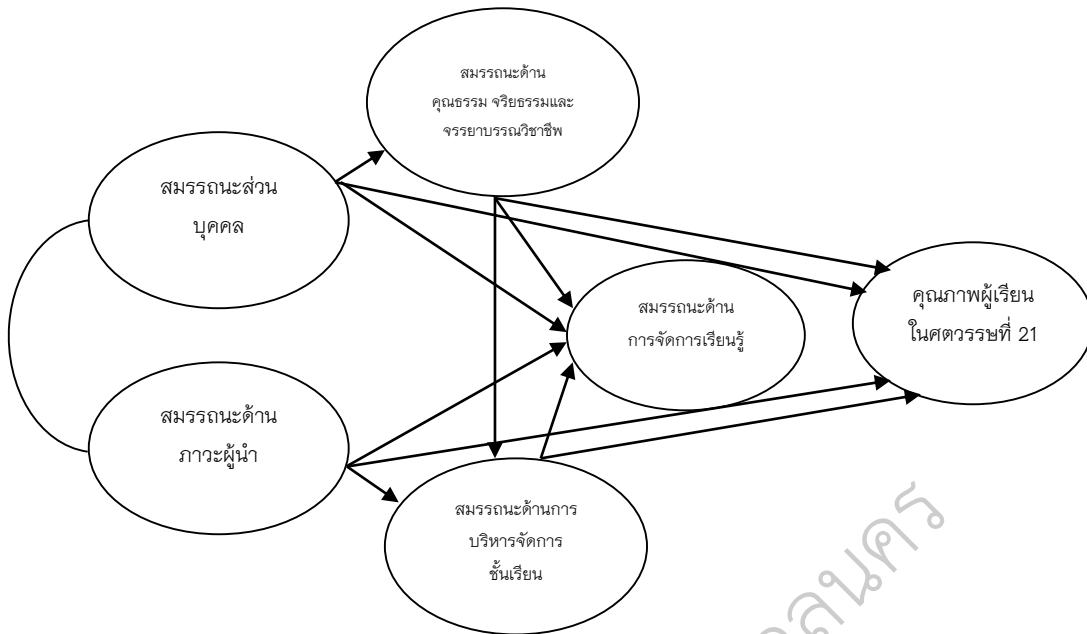 สมรรถนะด้าน
คุณธรรม จริยธรรมและ
จรรยาบรรณวิชาชีพ
สมรรถนะส่วน
บุคคล
สมรรถนะด้าน
การจัดการเรียนรู้
คุณภาพผู้เรียน
ในศตวรรษที่ 21
สมรรถนะด้าน
ภาวะผู้นำ
สมรรถนะด้านการ
บริหารจัดการ
ชั้นเรียน